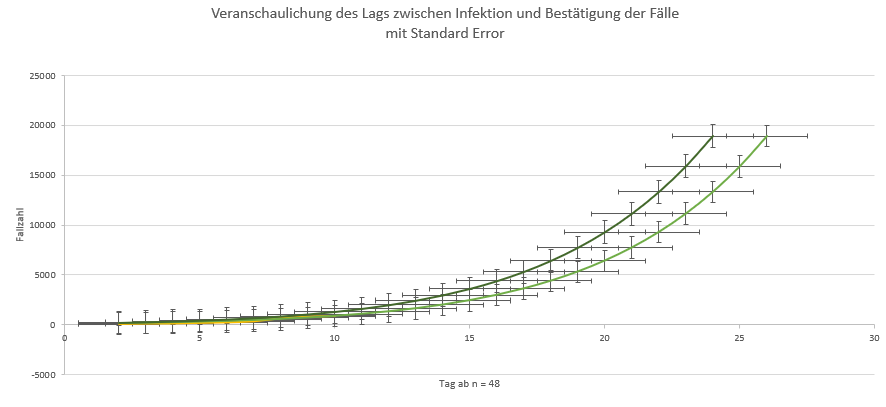 Veranschaulichung des Lags zwischen Infektion und Bestätigung der Fälle
mit Standard Error
25000
20000
15000
10000
5000
0
-5000
Fallzahl
0 5 10 15 20 25 30
Tag ab n = 48